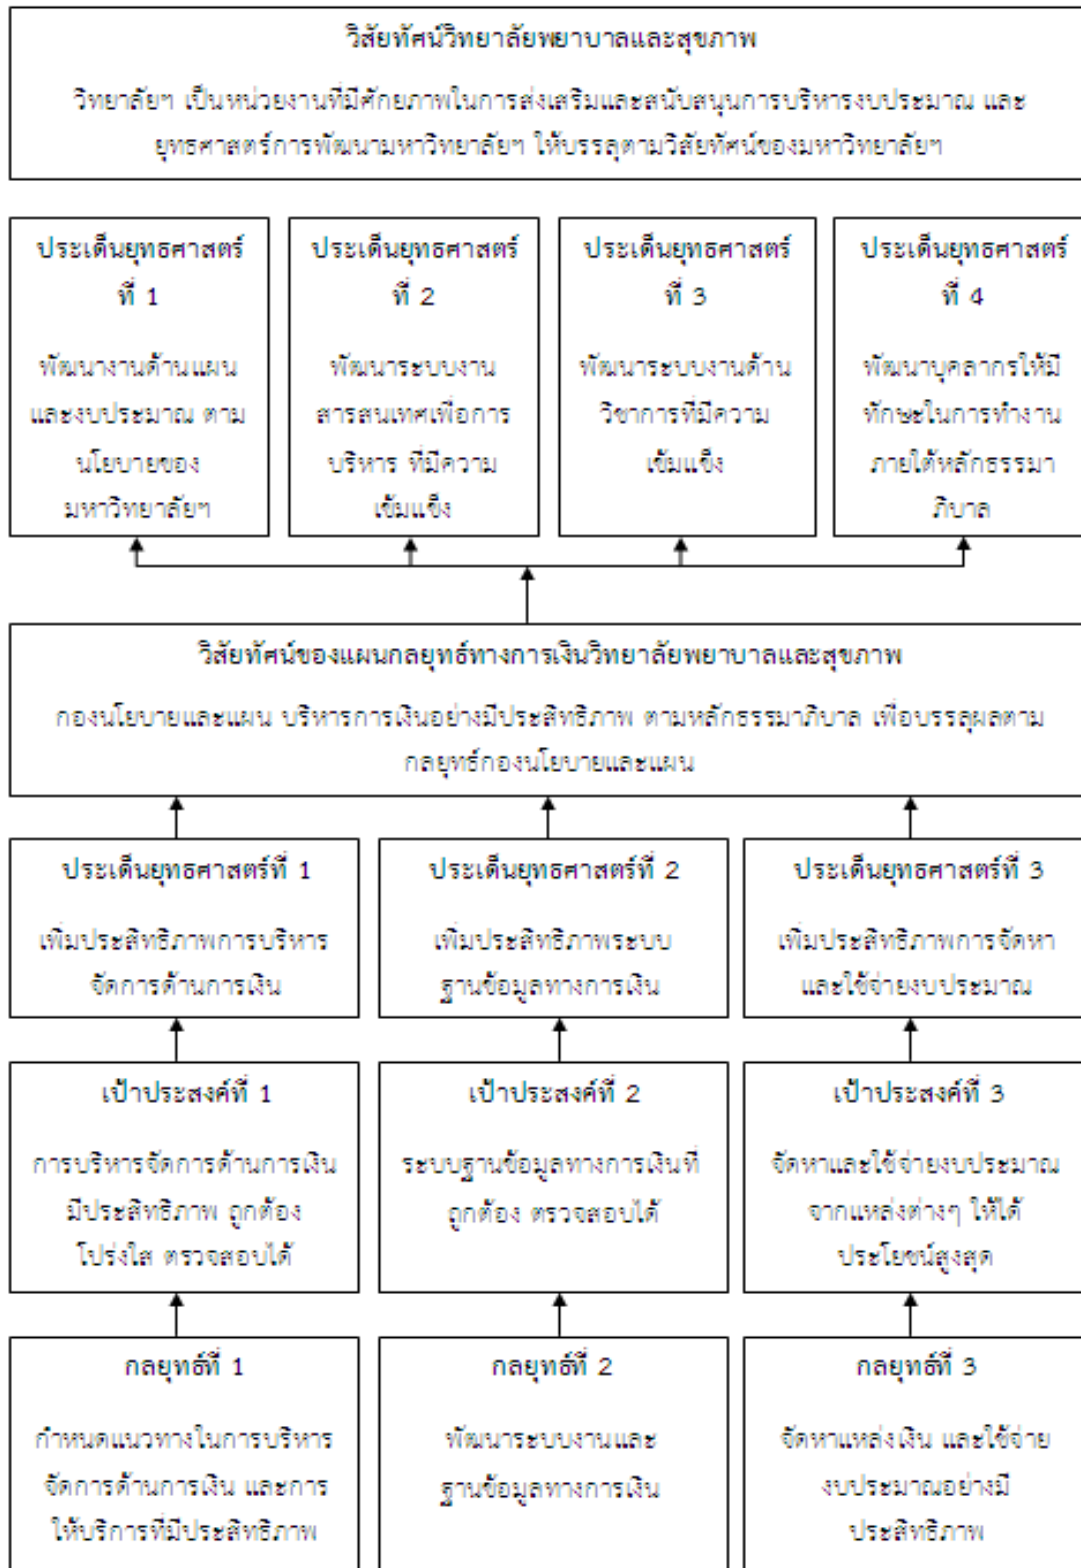 วิสัยทัศน์วิทยาลัยพยาบาลและสุขภาพ
วิทยาลัยฯ เป็นหน่วยงานที่มีศักยภาพในการส่งเสริมและสนับสนุนการบริหารงบประมาณ และ
ยุทธศาสตร์การพัฒนามหาวิทยาลัยฯ ให้บรรลุตามวิสัยทัศน์ของมหาวิทยาลัยฯ
ประเด็นยุทธศาสตร์
ที่ 1
พัฒนางานด้านแผน
และงบประมาณ ตาม
นโยบายของ
มหาวิทยาลัยฯ
ประเด็นยุทธศาสตร์
ที่ 2
พัฒนาระบบงาน
สารสนเทศเพื่อการ
บริหาร ที่มีความ
เข้มแข็ง
ประเด็นยุทธศาสตร์
ที่ 3
พัฒนาระบบงานด้าน
วิชาการที่มีความ
เข้มแข็ง
ประเด็นยุทธศาสตร์
ที่ 4
พัฒนาบุคลากรให้มี
ทักษะในการทำงาน
ภายใต้หลักธรรมา
ภิบาล
วิสัยทัศน์ของแผนกลยุทธ์ทางการเงินวิทยาลัยพยาบาลและสุขภาพ
กองนโยบายและแผน บริหารการเงินอย่างมีประสิทธิภาพ ตามหลักธรรมาภิบาล เพื่อบรรลุผลตาม
กลยุทธ์กองนโยบายและแผน
ประเด็นยุทธศาสตร์ที่ 1
เพิ่มประสิทธิภาพการบริหาร
จัดการด้านการเงิน
ประเด็นยุทธศาสตร์ที่ 2
เพิ่มประสิทธิภาพระบบ
ฐานข้อมูลทางการเงิน
ประเด็นยุทธศาสตร์ที่ 3
เพิ่มประสิทธิภาพการจัดหา
และใช้จ่ายงบประมาณ
เป้าประสงค์ที่ 1
การบริหารจัดการด้านการเงิน
มีประสิทธิภาพ ถูกต้อง
โปร่งใส ตรวจสอบได้
เป้าประสงค์ที่ 2
ระบบฐานข้อมูลทางการเงินที่
ถูกต้อง ตรวจสอบได้
เป้าประสงค์ที่ 3
จัดหาและใช้จ่ายงบประมาณ
จากแหล่งต่างๆ ให้ได้
ประโยชน์สูงสุด
กลยุทธ์ที่ 1
กำหนดแนวทางในการบริหาร
จัดการด้านการเงิน และการ
ให้บริการที่มีประสิทธิภาพ
กลยุทธ์ที่ 2
พัฒนาระบบงานและ
ฐานข้อมูลทางการเงิน
กลยุทธ์ที่ 3
จัดหาแหล่งเงิน และใช้จ่าย
งบประมาณอย่างมี
ประสิทธิภาพ